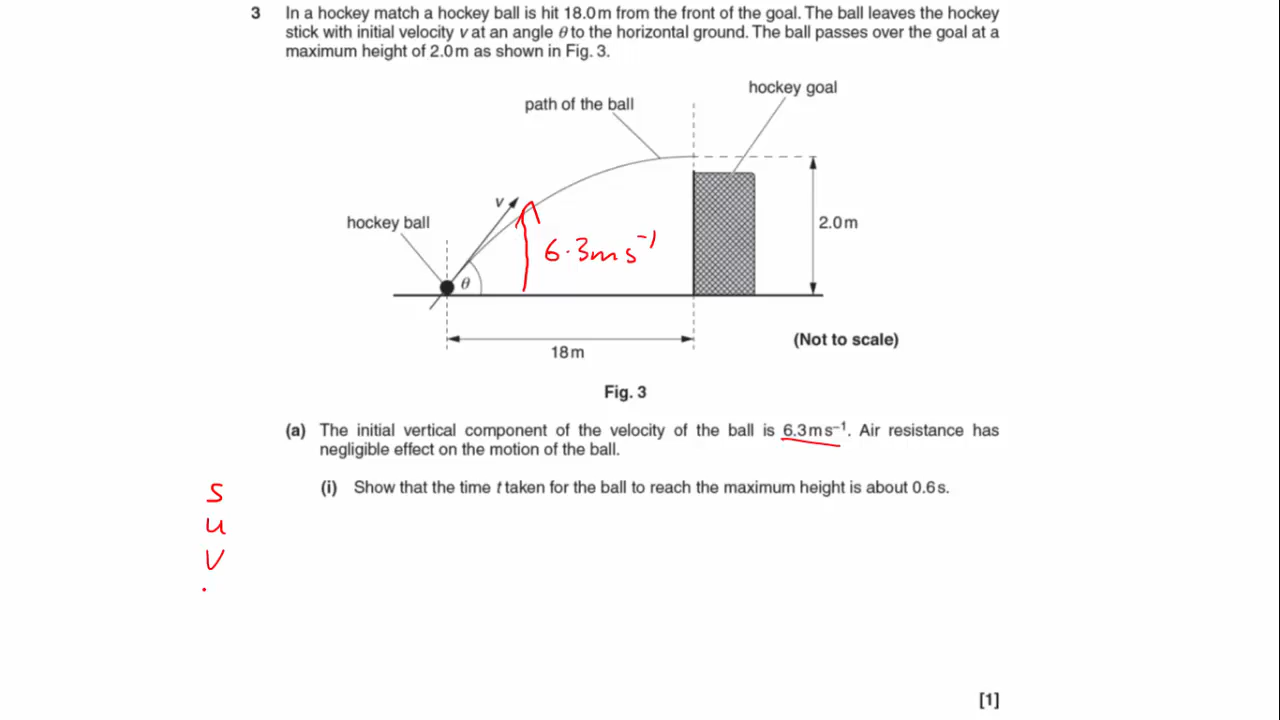 3 In a hockey match a hockey ball is hit 18.0 m from the front of the goal. The ball leaves the hockey
stick with initial velocity v at an angle θ to the horizontal ground. The ball passes over the goal at a
maximum height of 2.0 m as shown in Fig. 3.
hockey goal
path of the ball
v
hockey ball
2.0 m
6.3 m s⁻¹
θ
(Not to scale)
18 m
Fig. 3
(a) The initial vertical component of the velocity of the ball is 6.3 m s⁻¹. Air resistance has
negligible effect on the motion of the ball.
(i) Show that the time t taken for the ball to reach the maximum height is about 0.6 s.
s
u
v
[1]